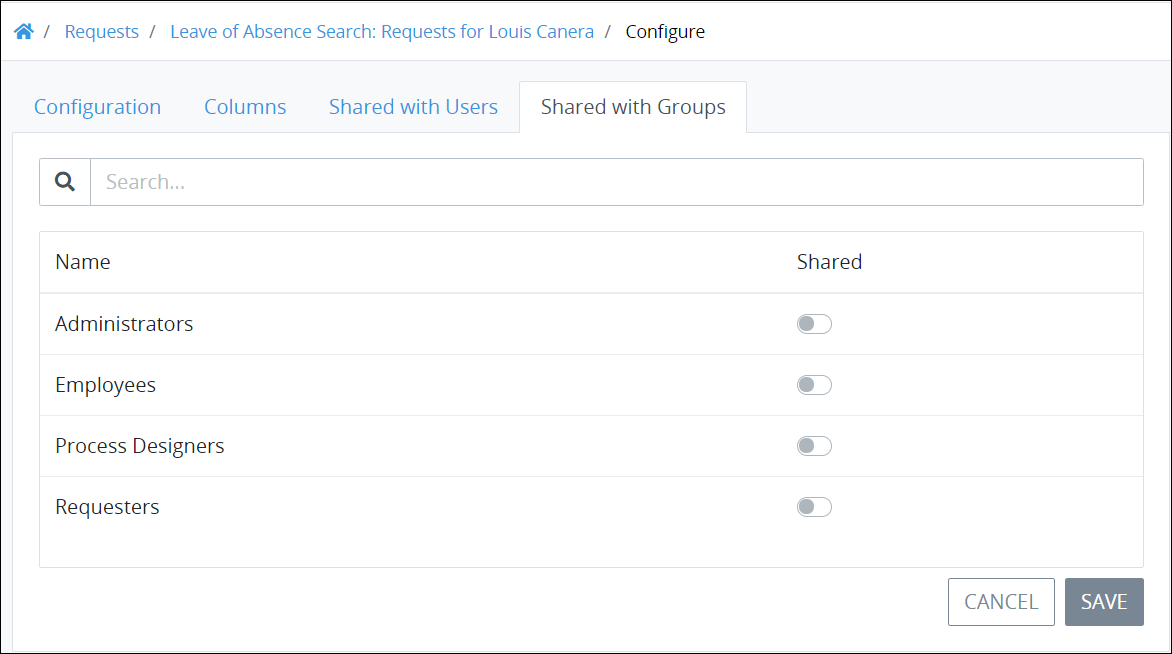 / Requests / Leave of Absence Search: Requests for Louis Canera / Configure
Configuration Columns Shared with Users Shared with Groups
Search...
Name Shared
Administrators
Employees
Process Designers
Requesters
CANCEL SAVE